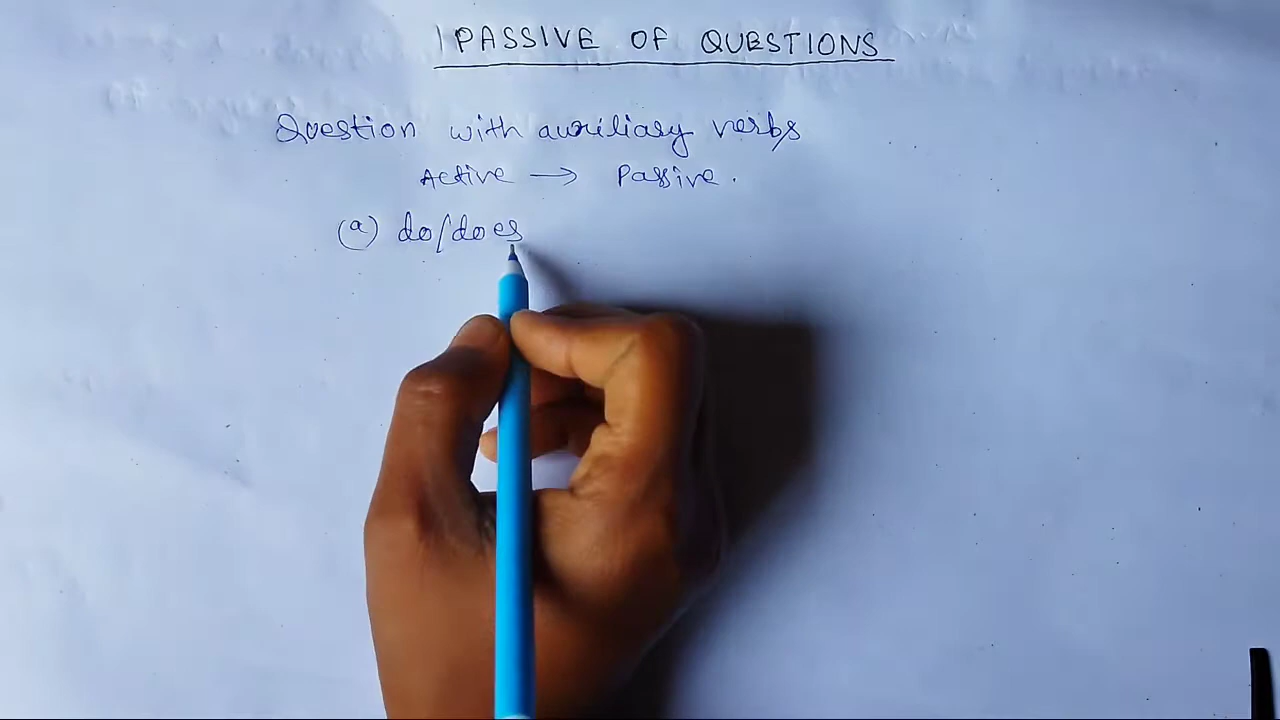 PASSIVE OF QUESTIONS
Question with auxiliary verbs
Active → Passive.
(a) do/does